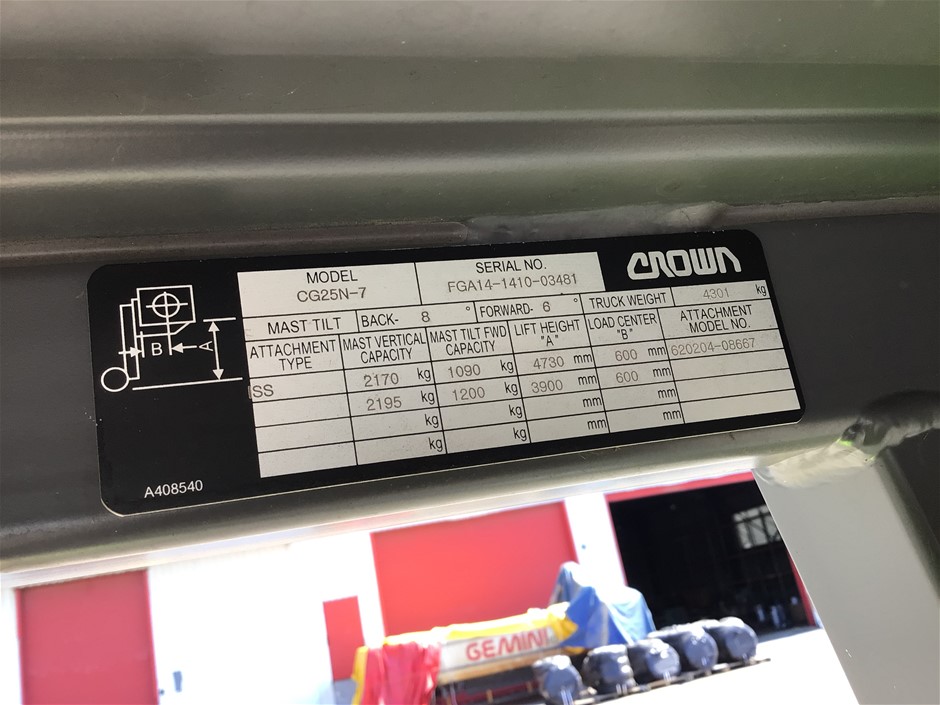 CROWN
MODEL
CG25N-7
SERIAL NO.
FGA14-1410-03481
MAST TILT BACK- 8 ° FORWARD- 6 ° TRUCK WEIGHT 4301 kg
ATTACHMENT TYPE MAST VERTICAL CAPACITY MAST TILT FWD CAPACITY LIFT HEIGHT "A" LOAD CENTER "B" ATTACHMENT MODEL NO.
SS 2170 kg 1090 kg 4730 mm 600 mm 620204-08667
2195 kg 1200 kg 3900 mm 600 mm
kg kg mm mm
kg kg mm mm
B A
A408540
GEMINI